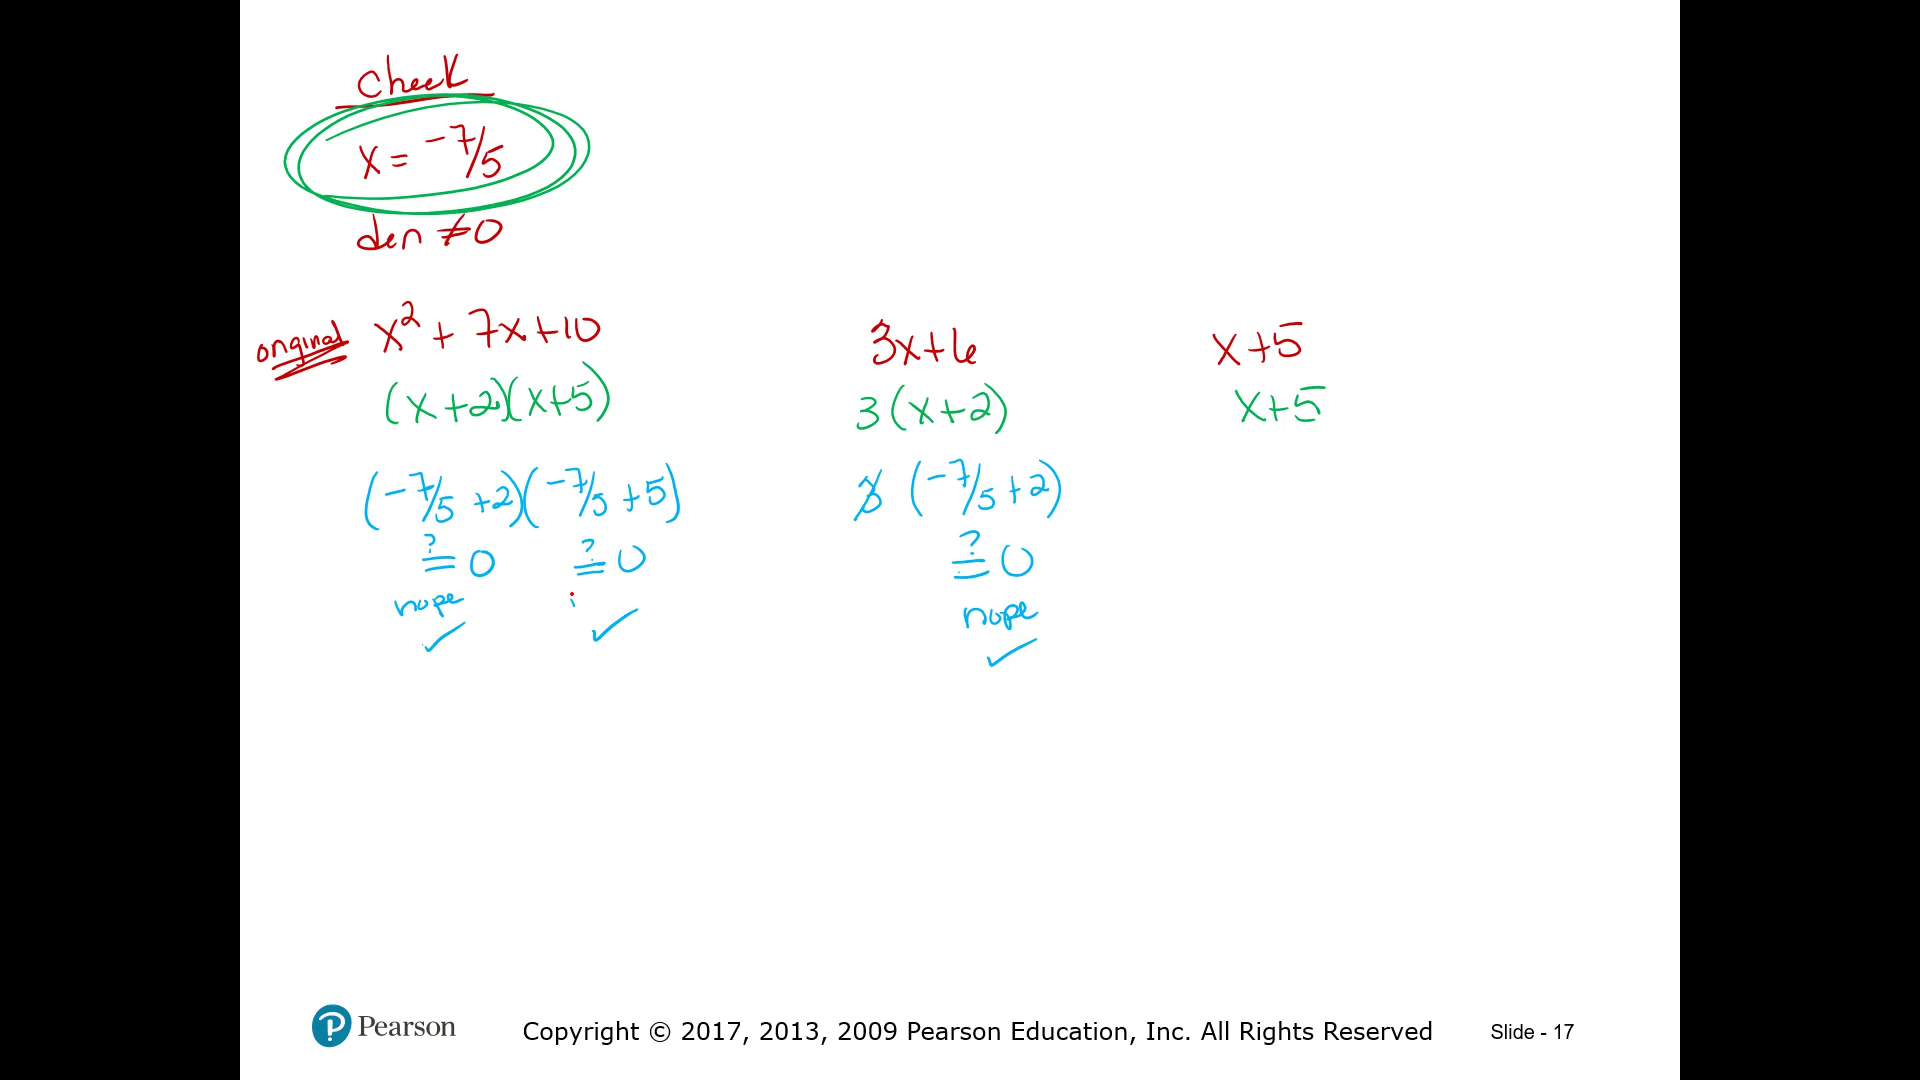 Check
x = -7/5
den ≠ 0
original x² + 7x + 10 3x + 6 x + 5
(x + 2)(x + 5) 3(x + 2) x + 5
(-7/5 + 2)(-7/5 + 5) 3 (-7/5 + 2)
?= 0 ?= 0 ?= 0
nope nope
Pearson Copyright © 2017, 2013, 2009 Pearson Education, Inc. All Rights Reserved Slide - 17